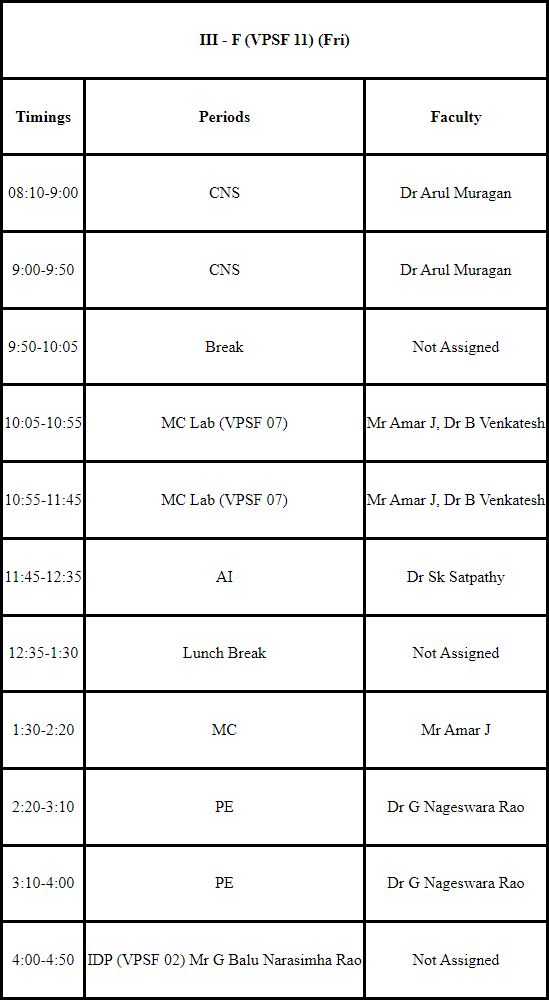 III - F (VPSF 11) (Fri)
Timings Periods Faculty
08:10-9:00 CNS Dr Arul Muragan
9:00-9:50 CNS Dr Arul Muragan
9:50-10:05 Break Not Assigned
10:05-10:55 MC Lab (VPSF 07) Mr Amar J, Dr B Venkatesh
10:55-11:45 MC Lab (VPSF 07) Mr Amar J, Dr B Venkatesh
11:45-12:35 AI Dr Sk Satpathy
12:35-1:30 Lunch Break Not Assigned
1:30-2:20 MC Mr Amar J
2:20-3:10 PE Dr G Nageswara Rao
3:10-4:00 PE Dr G Nageswara Rao
4:00-4:50 IDP (VPSF 02) Mr G Balu Narasimha Rao Not Assigned